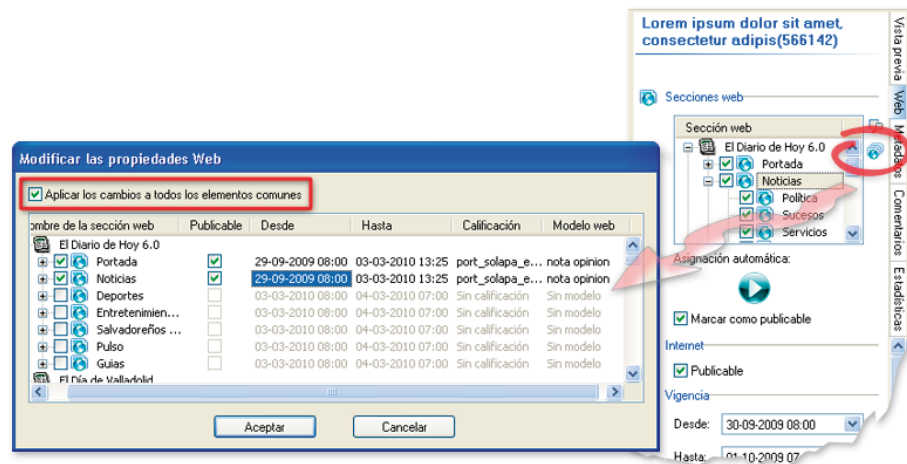 Lorem ipsum dolor sit amet,
consectetur adipis(566142)
Vista previa
Web
Metadatos
Comentarios
Estadísticas
Secciones web
Sección web
El Diario de Hoy 6.0
Portada
Noticias
Política
Sucesos
Servicios
Asignación automática:
Marcar como publicable
Internet
Publicable
Vigencia
Desde: 30-09-2009 08:00
Hasta: 01-10-2009 07
Modificar las propiedades Web
Aplicar los cambios a todos los elementos comunes
ombre de la sección web Publicable Desde Hasta Calificación Modelo web
El Diario de Hoy 6.0
Portada 29-09-2009 08:00 03-03-2010 13:25 port_solapa_e... nota opinion
Noticias 29-09-2009 08:00 03-03-2010 13:25 port_solapa_e... nota opinion
Deportes 03-03-2010 08:00 04-03-2010 07:00 Sin calificación Sin modelo
Entretenimien... 03-03-2010 08:00 04-03-2010 07:00 Sin calificación Sin modelo
Salvadoreños ... 03-03-2010 08:00 04-03-2010 07:00 Sin calificación Sin modelo
Pulso 03-03-2010 08:00 04-03-2010 07:00 Sin calificación Sin modelo
Guias 03-03-2010 08:00 04-03-2010 07:00 Sin calificación Sin modelo
El Día de Valladolid
Aceptar Cancelar